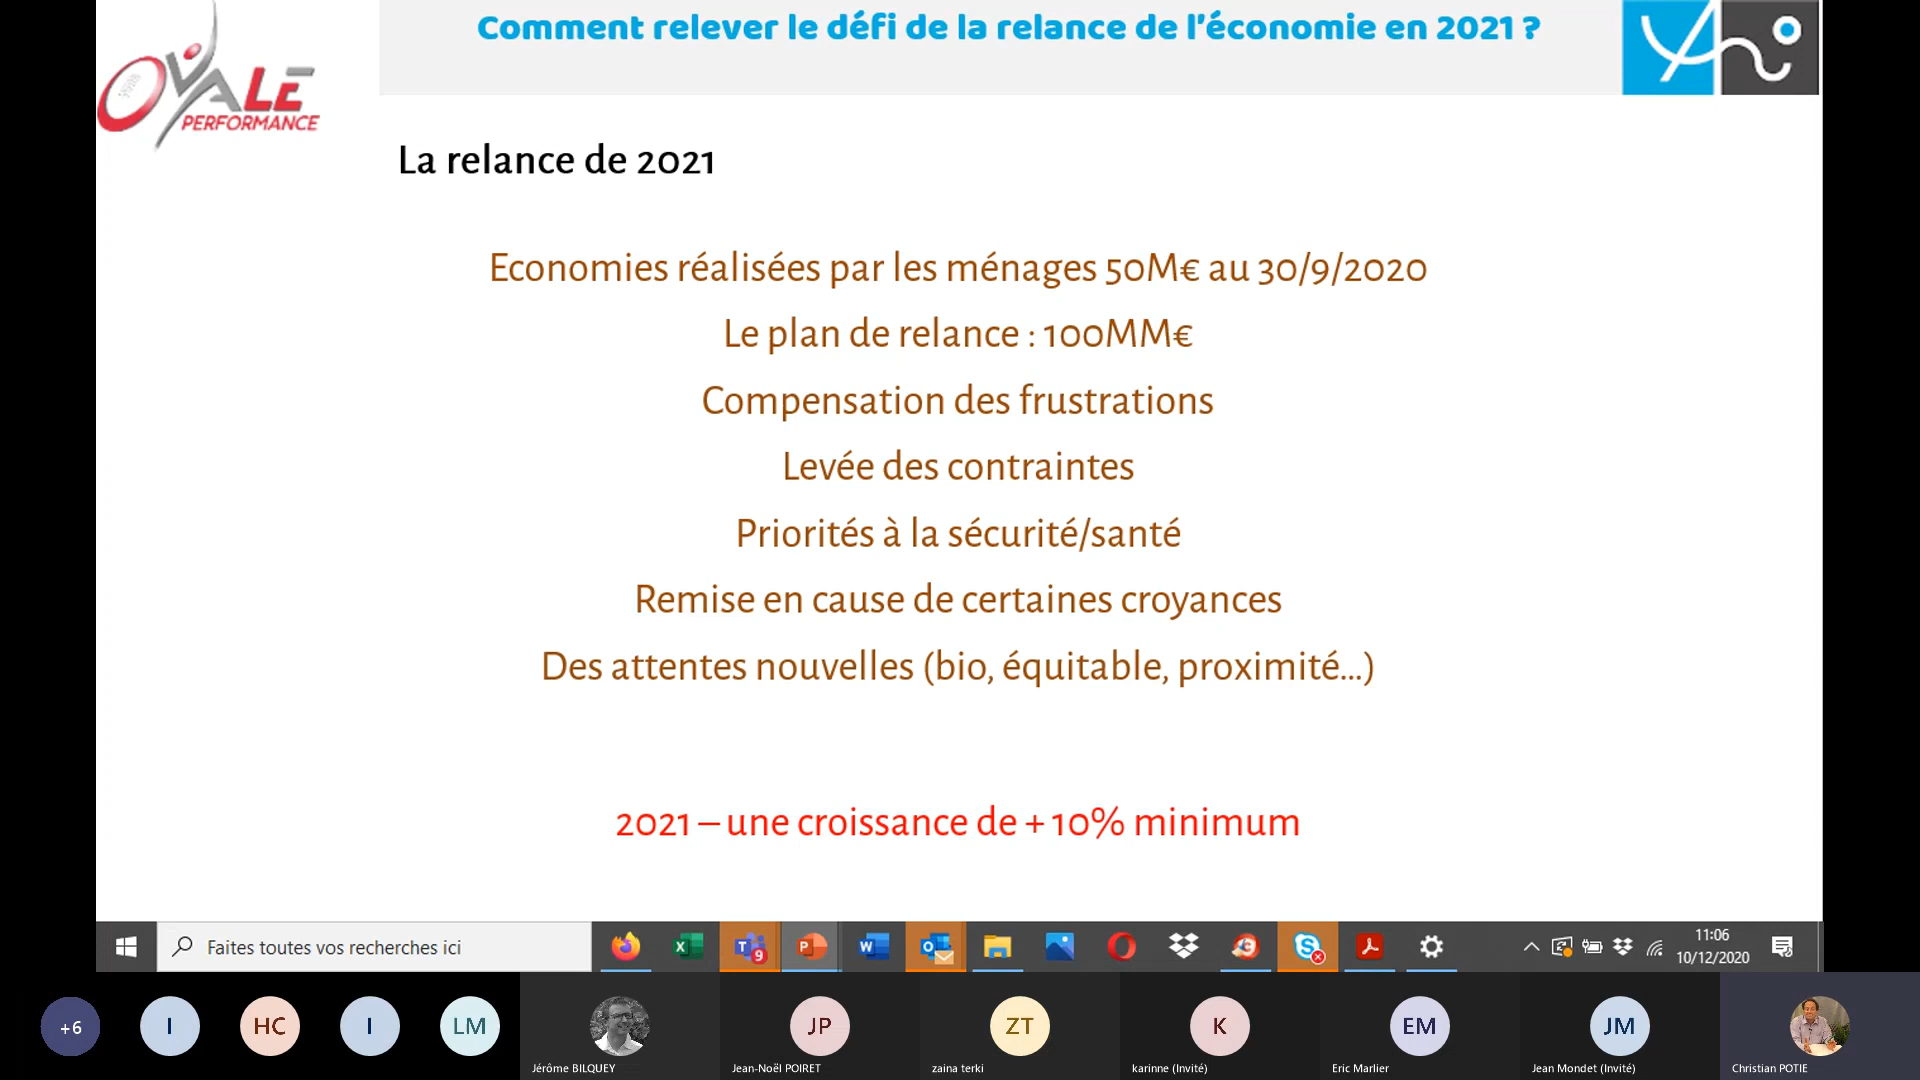 Comment relever le défi de la relance de l'économie en 2021 ?
OVALE
PERFORMANCE
La relance de 2021
Economies réalisées par les ménages 50M€ au 30/9/2020
Le plan de relance : 100MM€
Compensation des frustrations
Levée des contraintes
Priorités à la sécurité/santé
Remise en cause de certaines croyances
Des attentes nouvelles (bio, équitable, proximité...)
2021 – une croissance de + 10% minimum
Faites toutes vos recherches ici
9
11:06
10/12/2020
+6
I
HC
I
LM
JP
ZT
K
EM
JM
Jérôme BILQUEY
Jean-Noël POIRET
zaina terki
karinne (Invité)
Eric Marlier
Jean Mondet (Invité)
Christian POTIE